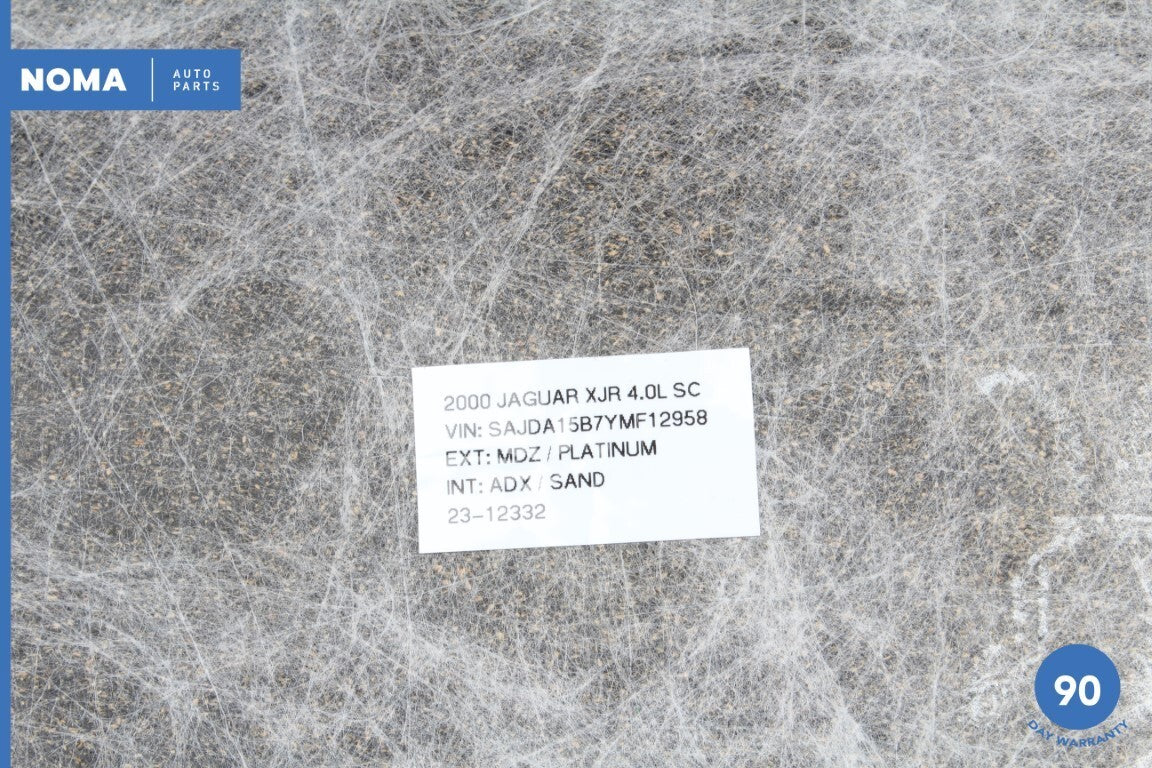 NOMA
AUTO
PARTS
2000 JAGUAR XJR 4.0L SC
VIN: SAJDA15B7YMF12958
EXT: MDZ / PLATINUM
INT: ADX / SAND
23-12332
90
DAY WARRANTY